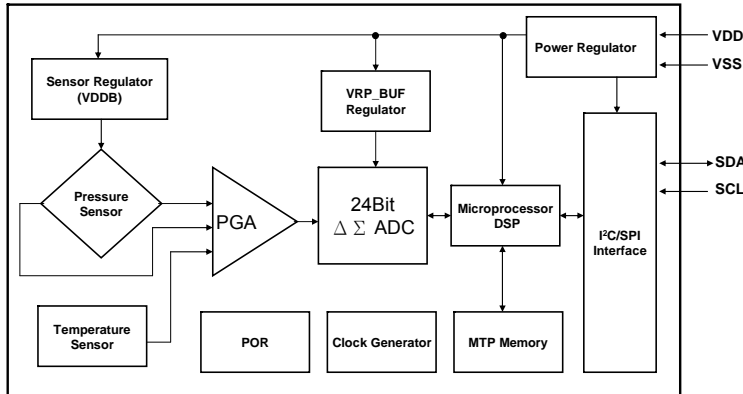 VDD
Power Regulator
VSS
Sensor Regulator
(VDDB)
VRP_BUF
Regulator
SDA
SCL
Pressure
Sensor
PGA
24Bit
Δ Σ ADC
Microprocessor
DSP
I²C/SPI
Interface
Temperature
Sensor
POR
Clock Generator
MTP Memory